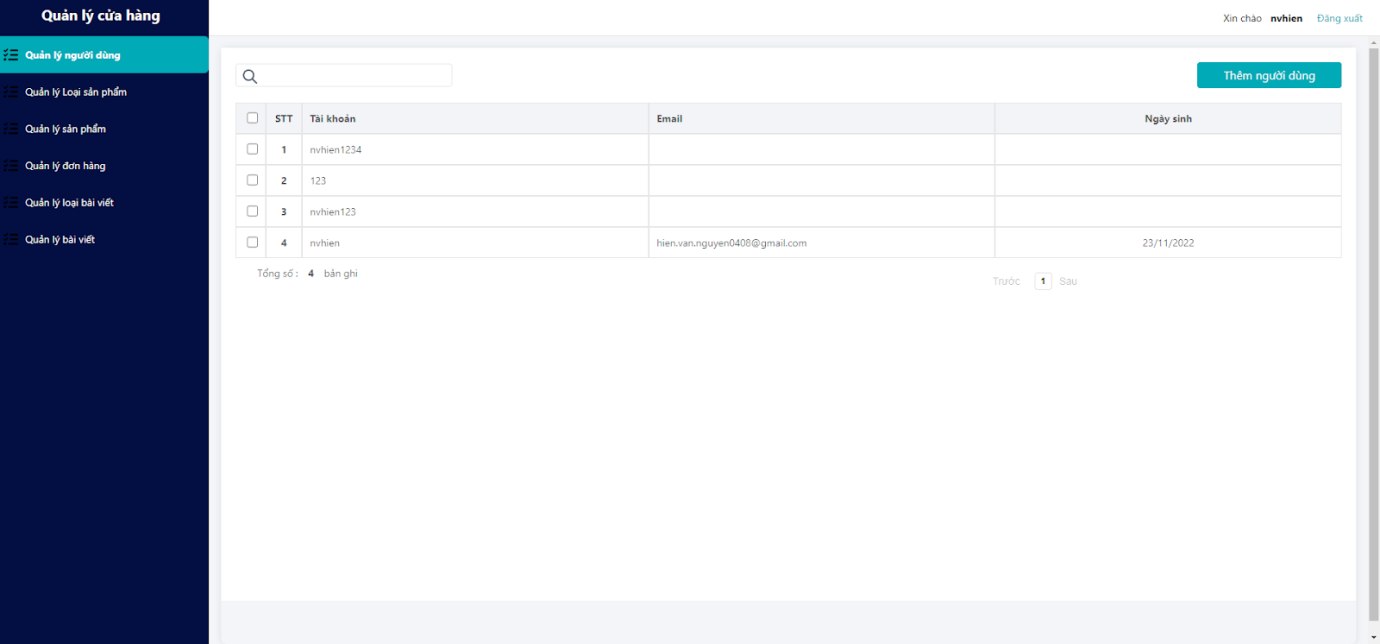 Quản lý cửa hàng
Xin chào nvhien Đăng xuất
Quản lý người dùng
Quản lý Loại sản phẩm
Quản lý sản phẩm
Quản lý đơn hàng
Quản lý loại bài viết
Quản lý bài viết
Thêm người dùng
STT Tài khoản Email Ngày sinh
1 nvhien1234
2 123
3 nvhien123
4 nvhien hien.van.nguyen0408@gmail.com 23/11/2022
Tổng số : 4 bản ghi
Trước 1 Sau